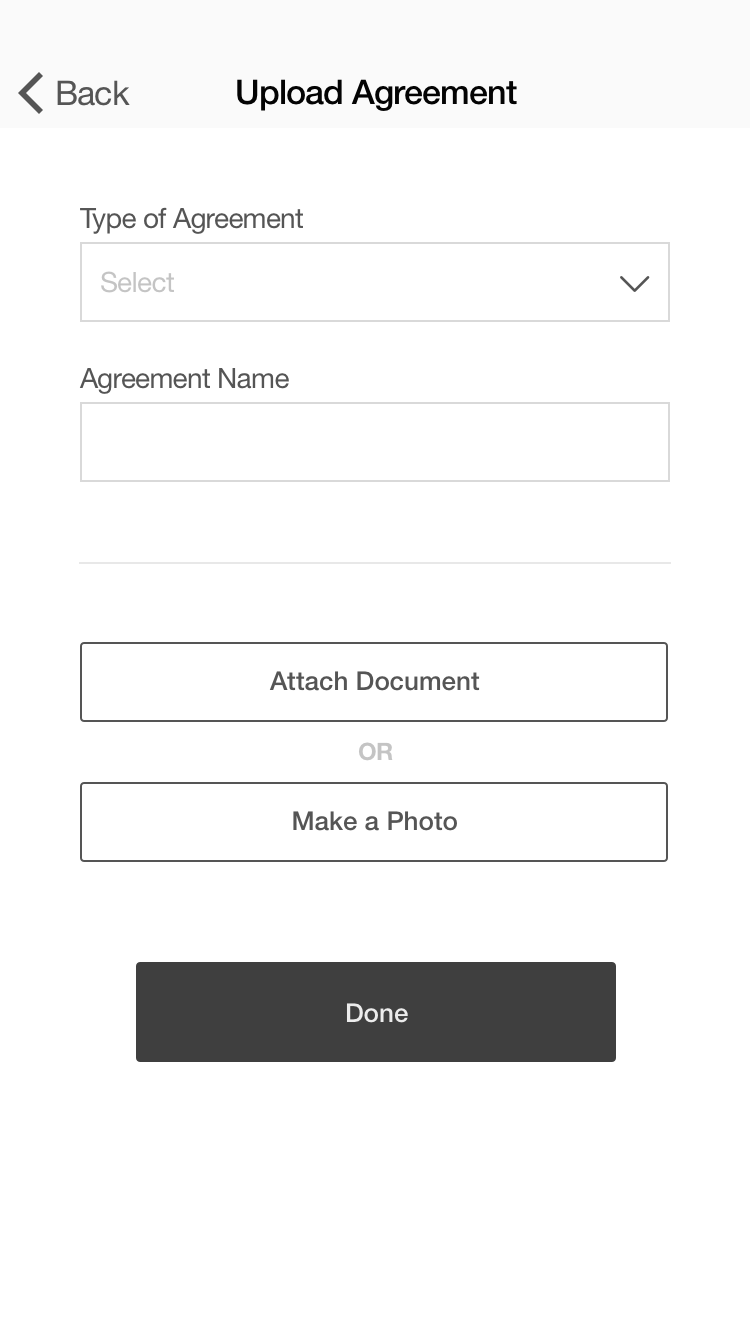 Back
Upload Agreement
Type of Agreement
Select
Agreement Name
Attach Document
OR
Make a Photo
Done